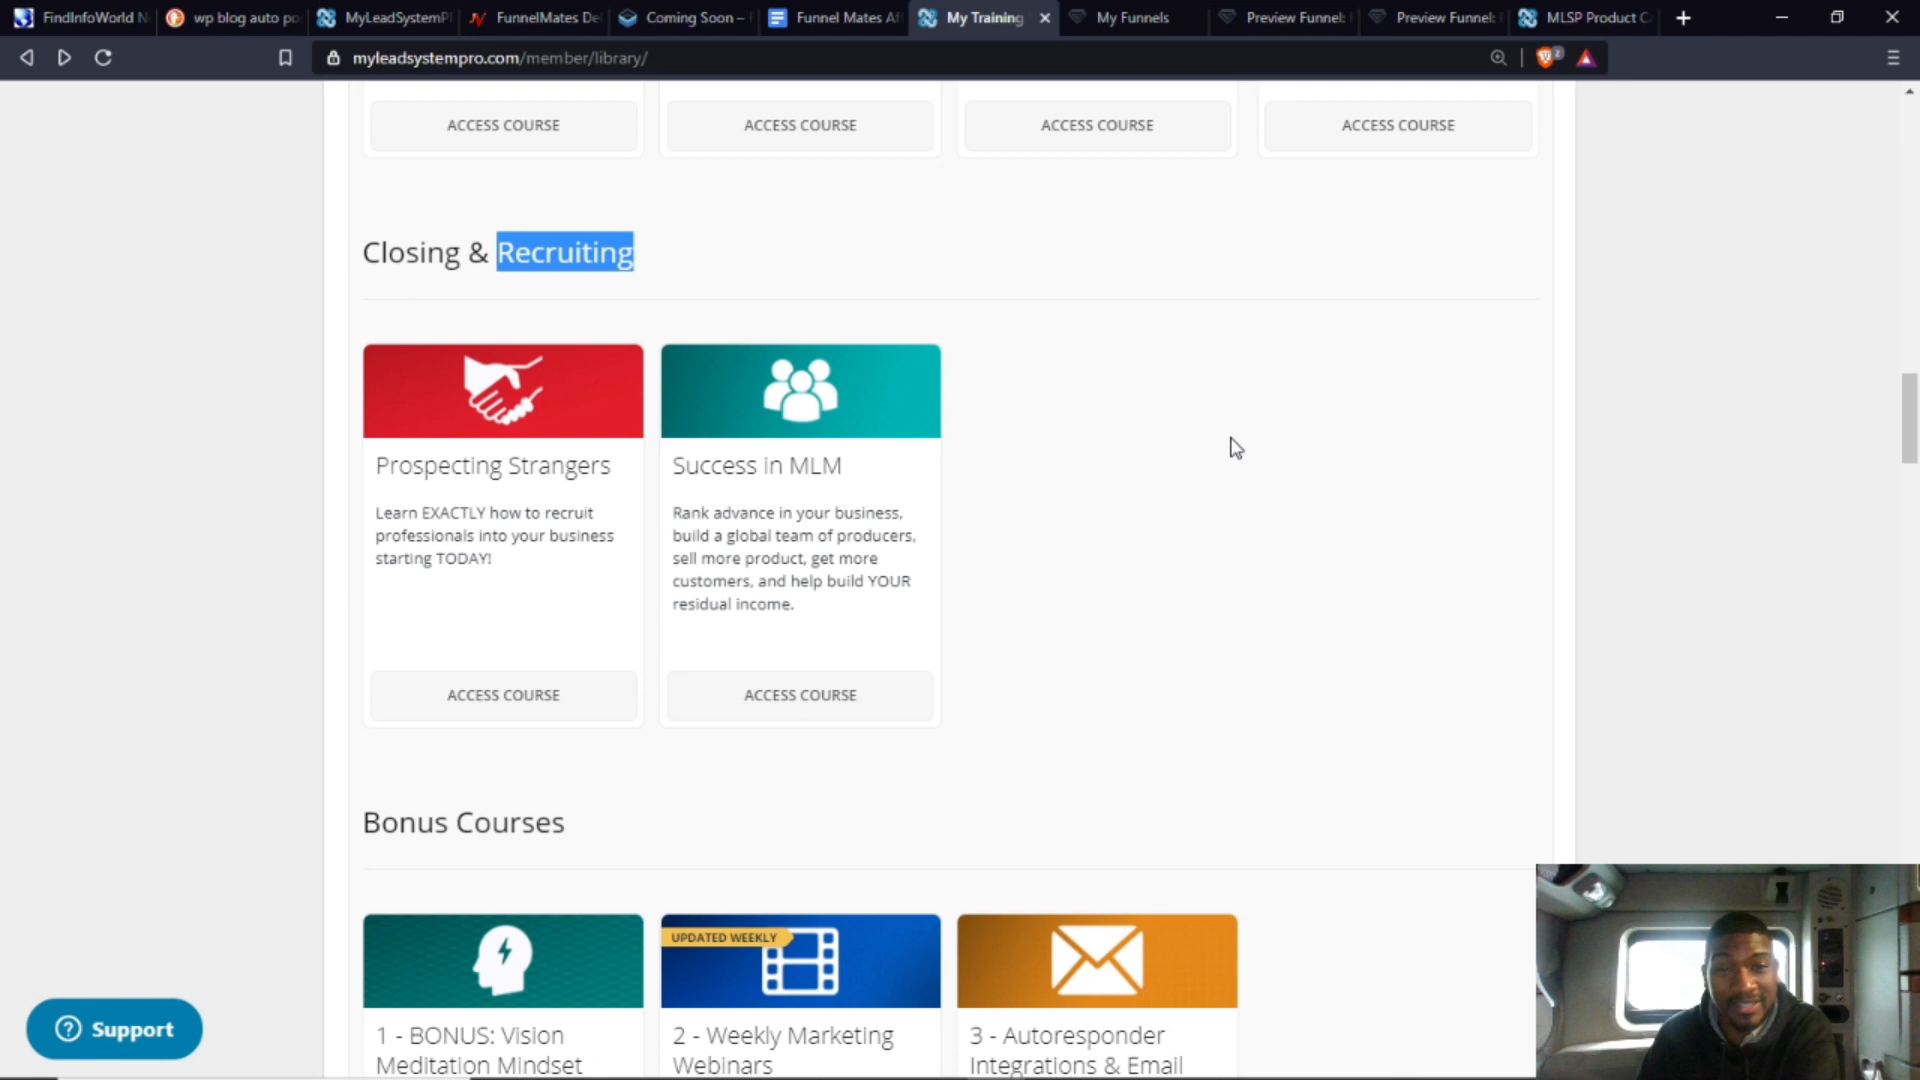 FindInfoWorld N
wp blog auto po
MyLeadSystemP
FunnelMates De
Coming Soon –
Funnel Mates Af
My Training
My Funnels
Preview Funnel:
Preview Funnel:
MLSP Product C
myleadsystempro.com/member/library/
2
ACCESS COURSE
ACCESS COURSE
ACCESS COURSE
ACCESS COURSE
Closing & Recruiting
Prospecting Strangers
Learn EXACTLY how to recruit
professionals into your business
starting TODAY!
ACCESS COURSE
Success in MLM
Rank advance in your business,
build a global team of producers,
sell more product, get more
customers, and help build YOUR
residual income.
ACCESS COURSE
Bonus Courses
1 - BONUS: Vision
Meditation Mindset
UPDATED WEEKLY
2 - Weekly Marketing
Webinars
3 - Autoresponder
Integrations & Email
Support